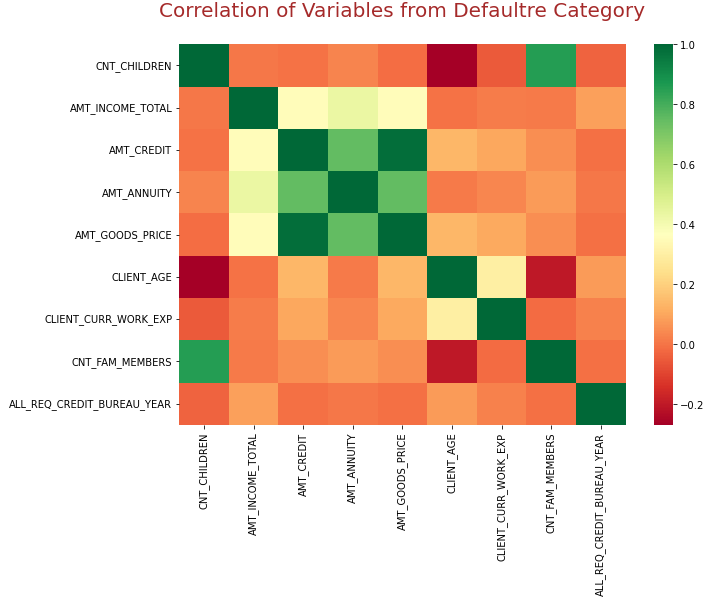 Correlation of Variables from Defaultre Category
CNT_CHILDREN
AMT_INCOME_TOTAL
AMT_CREDIT
AMT_ANNUITY
AMT_GOODS_PRICE
CLIENT_AGE
CLIENT_CURR_WORK_EXP
CNT_FAM_MEMBERS
ALL_REQ_CREDIT_BUREAU_YEAR
CNT_CHILDREN
AMT_INCOME_TOTAL
AMT_CREDIT
AMT_ANNUITY
AMT_GOODS_PRICE
CLIENT_AGE
CLIENT_CURR_WORK_EXP
CNT_FAM_MEMBERS
ALL_REQ_CREDIT_BUREAU_YEAR
1.0
0.8
0.6
0.4
0.2
0.0
−0.2